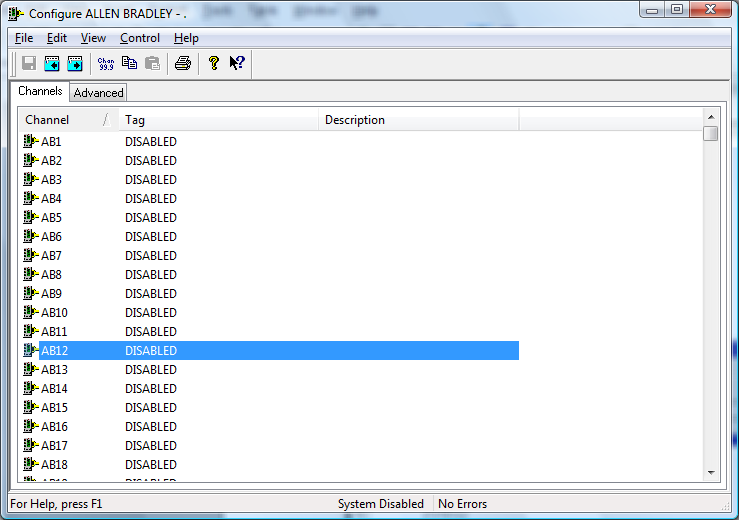 Configure ALLEN BRADLEY - .
File Edit View Control Help
Chan 99.9
Channels Advanced
Channel / Tag Description
AB1 DISABLED
AB2 DISABLED
AB3 DISABLED
AB4 DISABLED
AB5 DISABLED
AB6 DISABLED
AB7 DISABLED
AB8 DISABLED
AB9 DISABLED
AB10 DISABLED
AB11 DISABLED
AB12 DISABLED
AB13 DISABLED
AB14 DISABLED
AB15 DISABLED
AB16 DISABLED
AB17 DISABLED
AB18 DISABLED
For Help, press F1 System Disabled No Errors